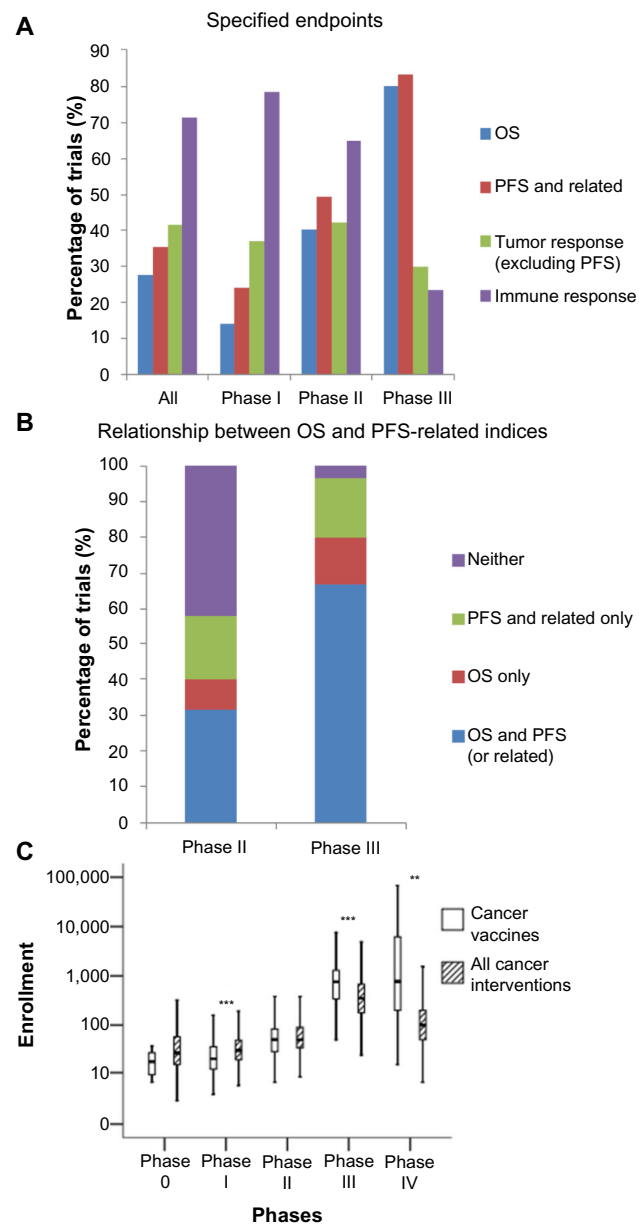 A
Specified endpoints
Percentage of trials (%)
90
80
70
60
50
40
30
20
10
0
All
Phase I
Phase II
Phase III
OS
PFS and related
Tumor response
(excluding PFS)
Immune response
B
Relationship between OS and PFS-related indices
Percentage of trials (%)
100
90
80
70
60
50
40
30
20
10
0
Phase II
Phase III
Neither
PFS and related only
OS only
OS and PFS
(or related)
C
Enrollment
100,000
10,000
1,000
100
10
0
***
***
**
Cancer
vaccines
All cancer
interventions
Phase
0
Phase
I
Phase
II
Phase
III
Phase
IV
Phases